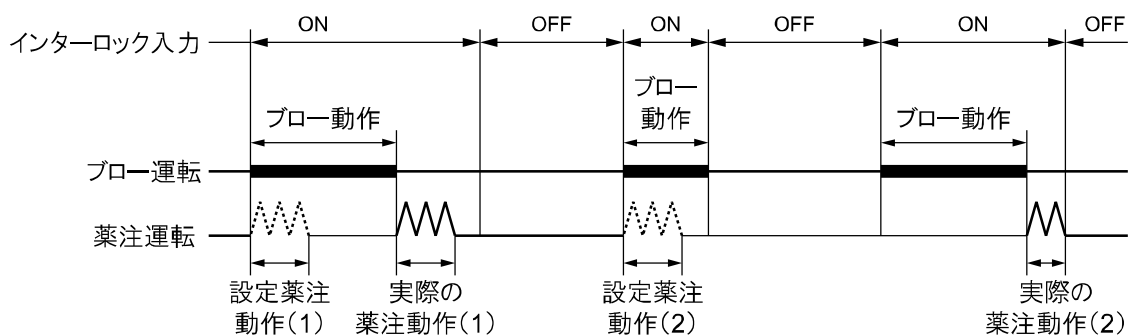 ON OFF ON OFF ON OFF
インターロック入力
ブロー動作
ブロー
動作
ブロー動作
ブロー運転
薬注運転
設定薬注
動作(1)
実際の
薬注動作(1)
設定薬注
動作(2)
実際の
薬注動作(2)